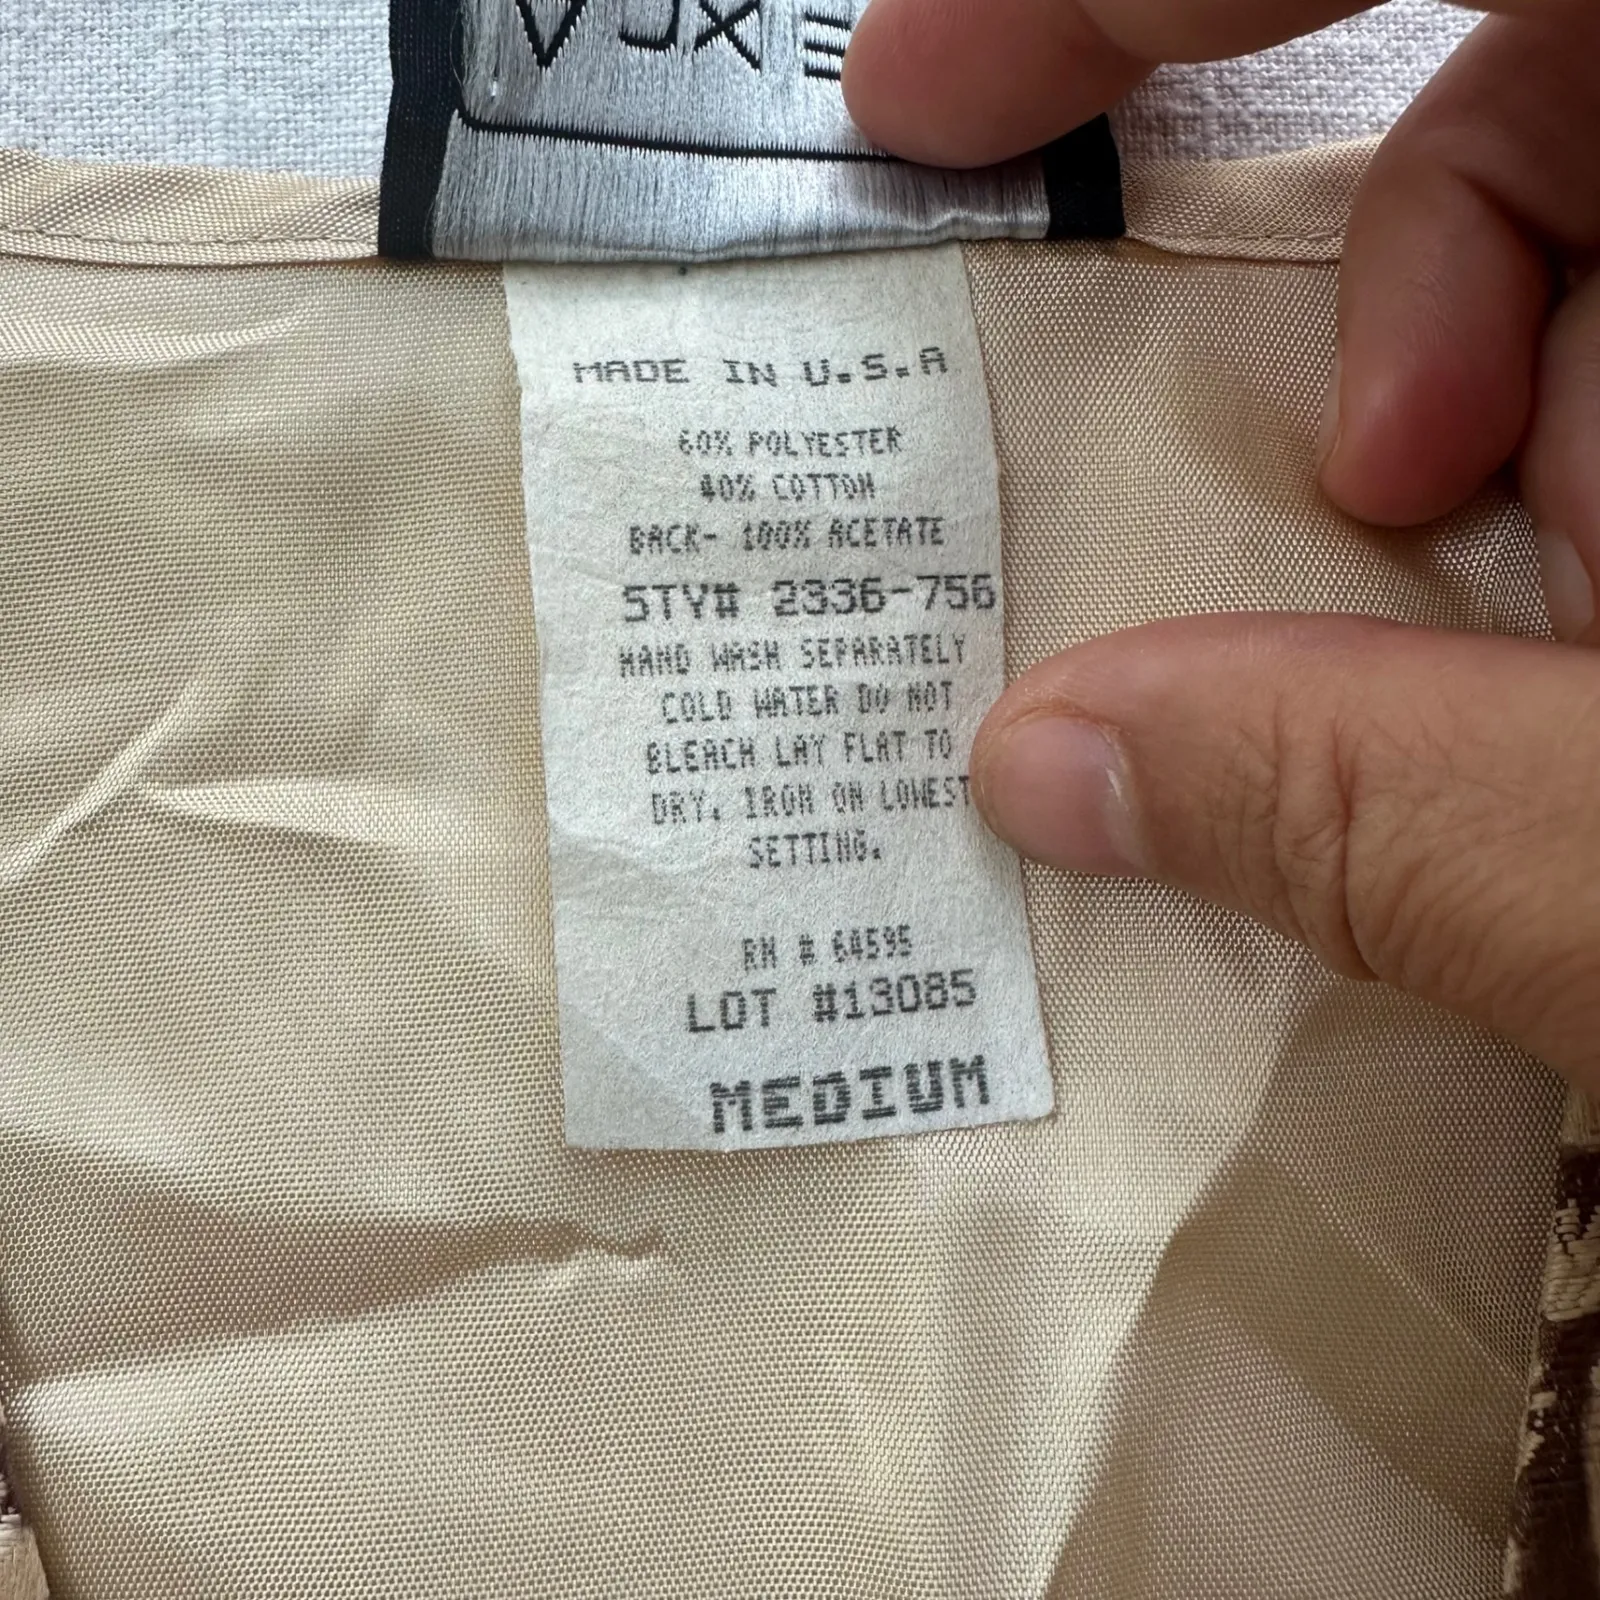 MADE IN U.S.A
60% POLYESTER
40% COTTON
BACK- 100% ACETATE
STY# 2336-756
HAND WASH SEPARATELY
COLD WATER DO NOT
BLEACH LAY FLAT TO
DRY. IRON ON LOWEST
SETTING.
RN # 64595
LOT #13085
MEDIUM